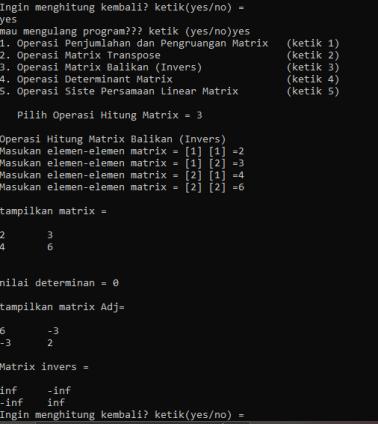 Ingin menghitung kembali? ketik(yes/no) =
yes
mau mengulang program??? ketik (yes/no)yes
1. Operasi Penjumlahan dan Pengruangan Matrix (ketik 1)
2. Operasi Matrix Transpose (ketik 2)
3. Operasi Matrix Balikan (Invers) (ketik 3)
4. Operasi Determinant Matrix (ketik 4)
5. Operasi Siste Persamaan Linear Matrix (ketik 5)
Pilih Operasi Hitung Matrix = 3
Operasi Hitung Matrix Balikan (Invers)
Masukan elemen-elemen matrix = [1] [1] =2
Masukan elemen-elemen matrix = [1] [2] =3
Masukan elemen-elemen matrix = [2] [1] =4
Masukan elemen-elemen matrix = [2] [2] =6
tampilkan matrix =
2 3
4 6
nilai determinan = 0
tampilkan matrix Adj=
6 -3
-3 2
Matrix invers =
inf -inf
-inf inf
Ingin menghitung kembali? ketik(yes/no) =